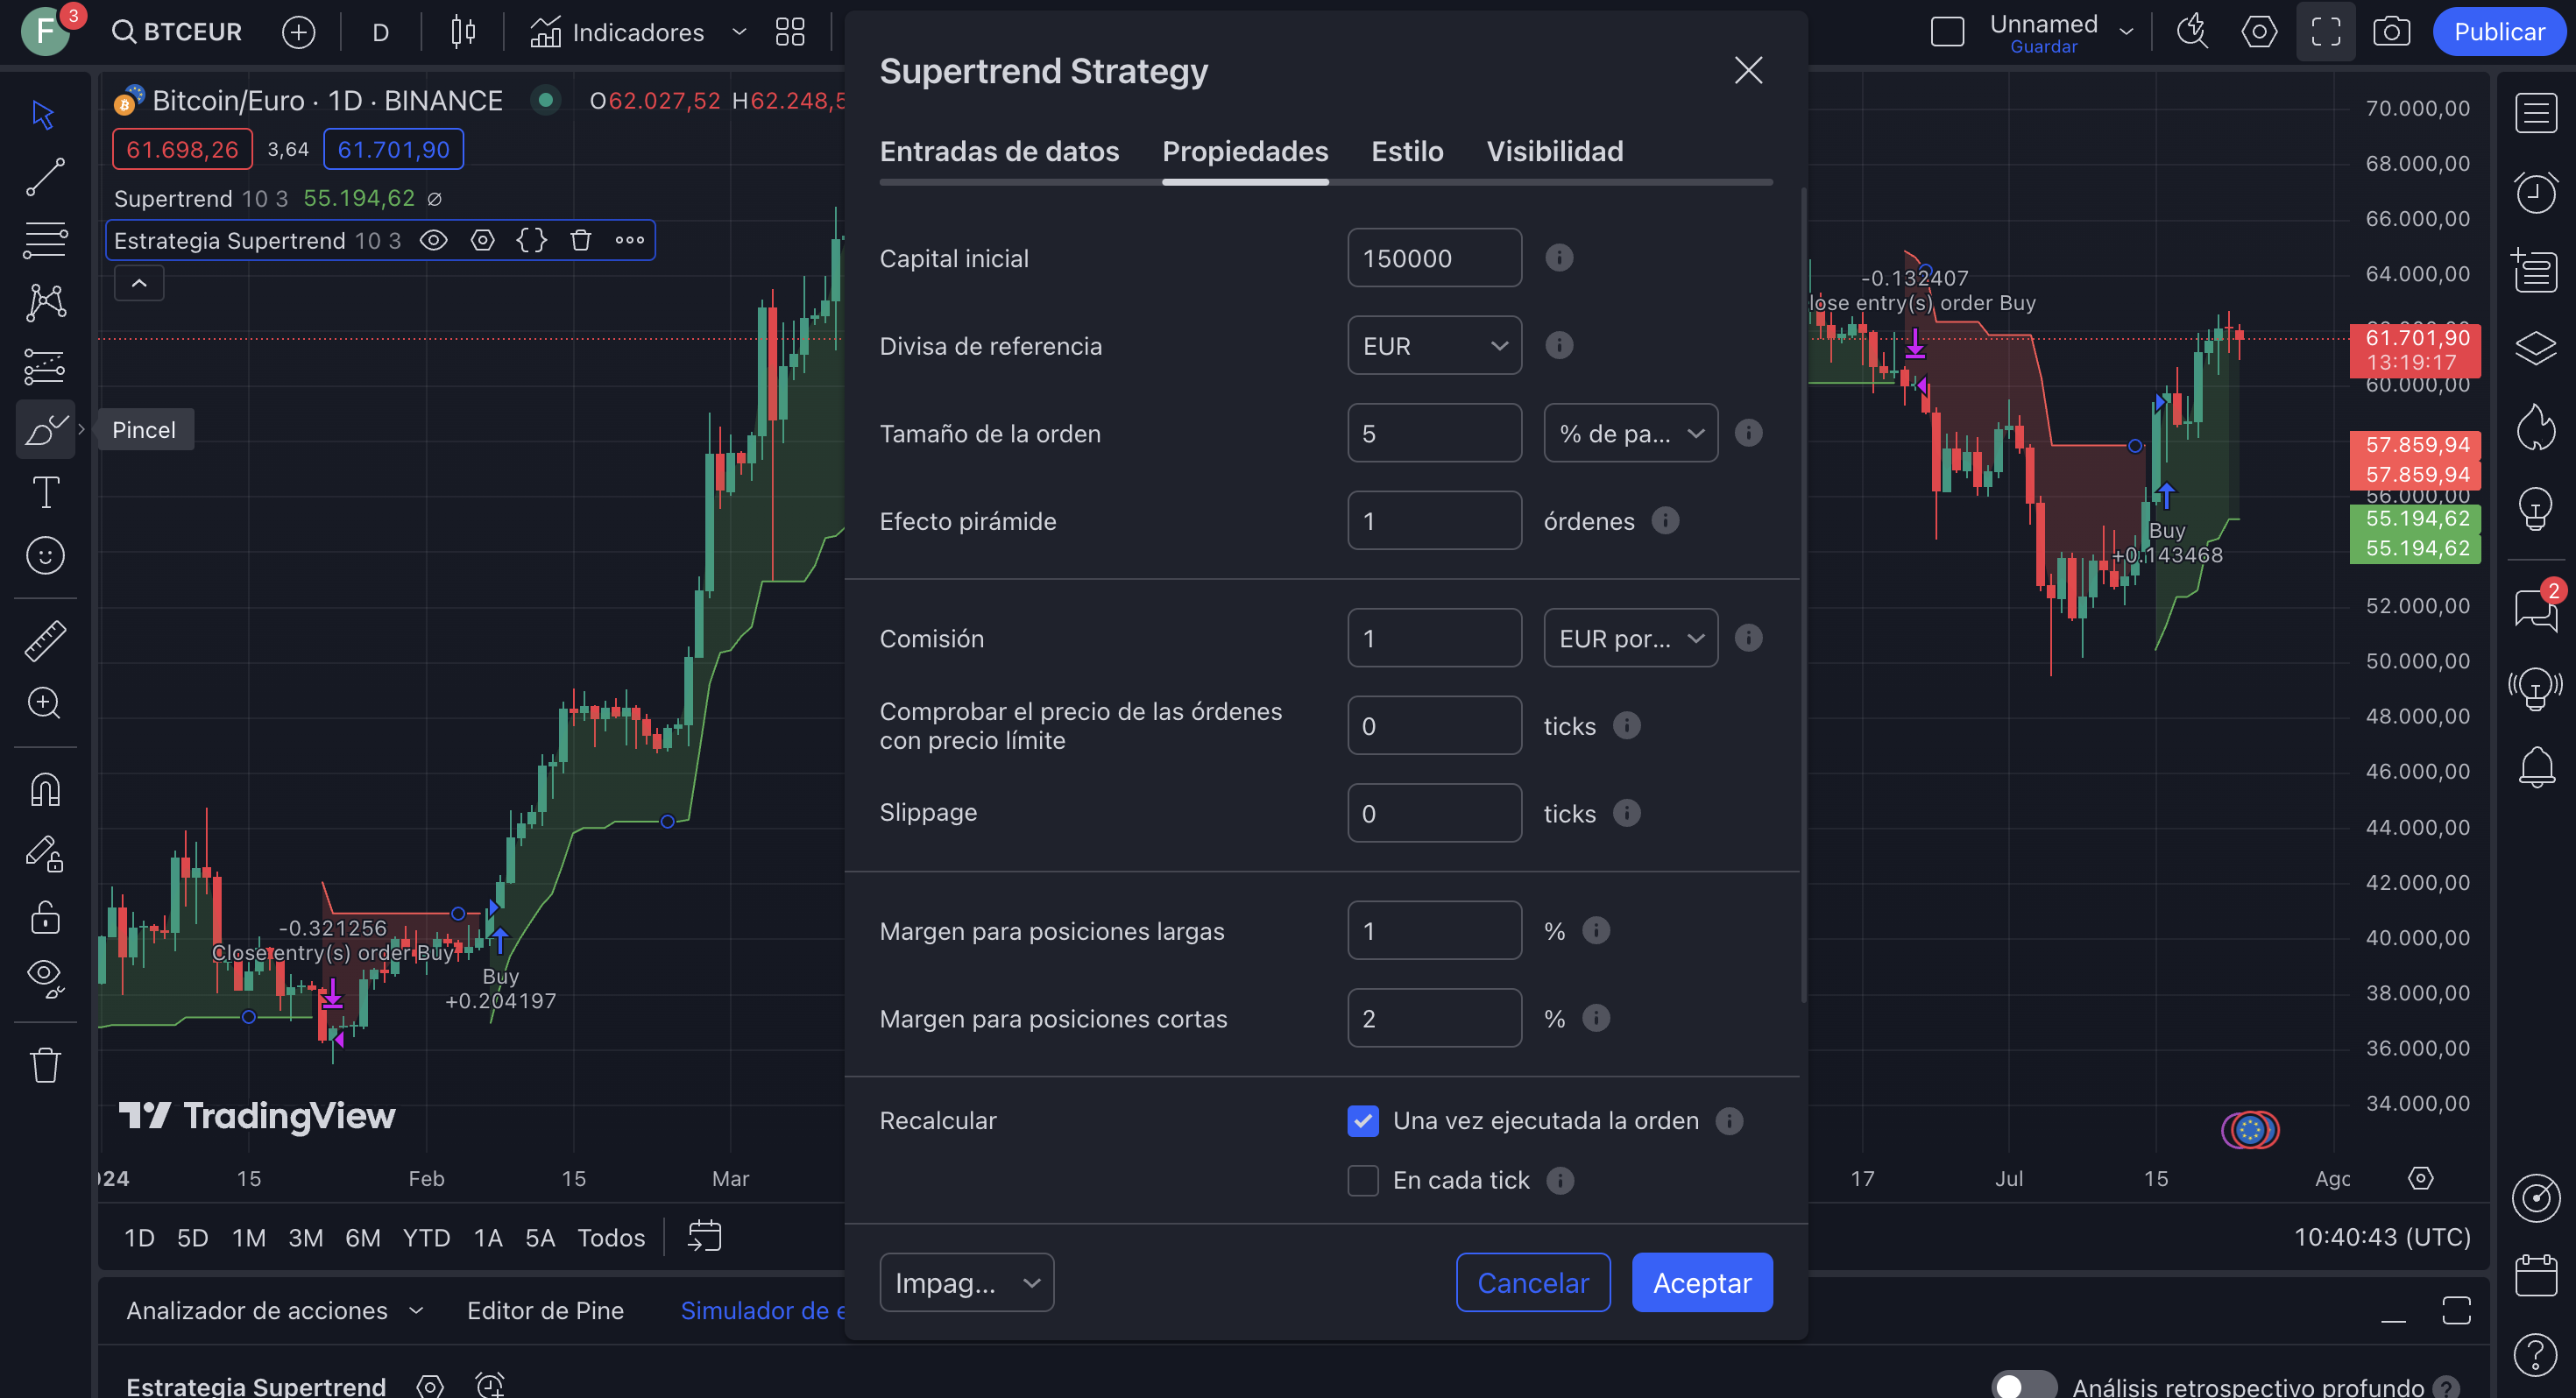 F
3
BTCEUR
D
Indicadores
Unnamed
Guardar
Publicar
Bitcoin/Euro · 1D · BINANCE
O62.027,52 H62.248,5
61.698,26
3,64
61.701,90
Supertrend 10 3 55.194,62 ∅
Estrategia Supertrend 10 3
Pincel
-0.321256
Close entry(s) order Buy
Buy
+0.204197
TradingView
024
15
Feb
15
Mar
1D 5D 1M 3M 6M YTD 1A 5A Todos
Analizador de acciones
Editor de Pine
Simulador de e
Estrategia Supertrend
Supertrend Strategy
Entradas de datos
Propiedades
Estilo
Visibilidad
Capital inicial
150000
Divisa de referencia
EUR
Tamaño de la orden
5
% de pa...
Efecto pirámide
1
órdenes
Comisión
1
EUR por...
Comprobar el precio de las órdenes
con precio límite
0
ticks
Slippage
0
ticks
Margen para posiciones largas
1
%
Margen para posiciones cortas
2
%
Recalcular
Una vez ejecutada la orden
En cada tick
Impag...
Cancelar
Aceptar
-0.132407
lose entry(s) order Buy
Buy
+0.143468
17
Jul
15
Ago
70.000,00
68.000,00
66.000,00
64.000,00
61.701,90
13:19:17
60.000,00
57.859,94
57.859,94
56.000,00
55.194,62
55.194,62
52.000,00
50.000,00
48.000,00
46.000,00
44.000,00
42.000,00
40.000,00
38.000,00
36.000,00
34.000,00
10:40:43 (UTC)
Análisis retrospectivo profundo
2